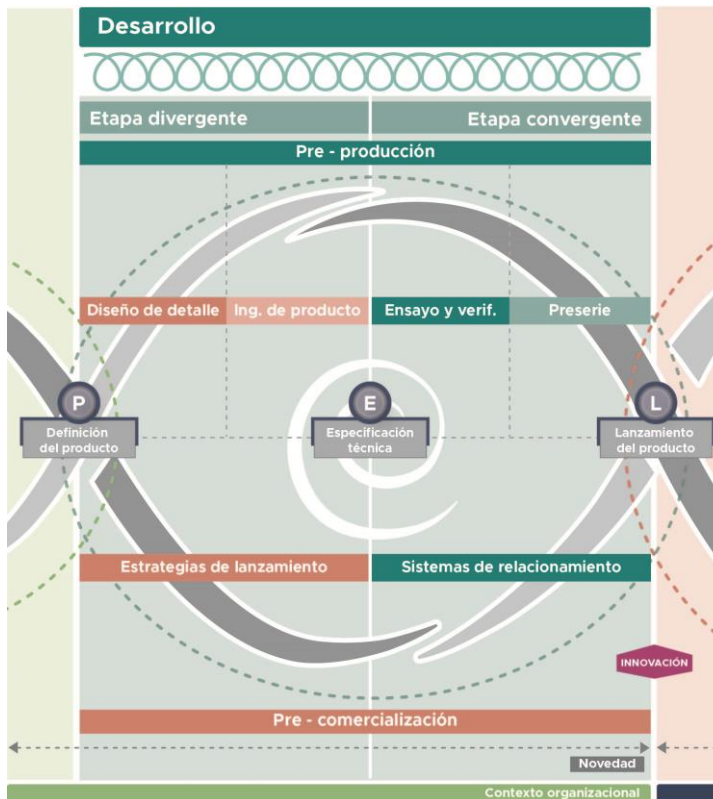 Desarrollo
Etapa divergente
Etapa convergente
Pre - producción
Diseño de detalle
Ing. de producto
Ensayo y verif.
Preserie
P
E
L
Definición
del producto
Especificación
técnica
Lanzamiento
del producto
Estrategias de lanzamiento
Sistemas de relacionamiento
INNOVACIÓN
Pre - comercialización
Novedad
Contexto organizacional